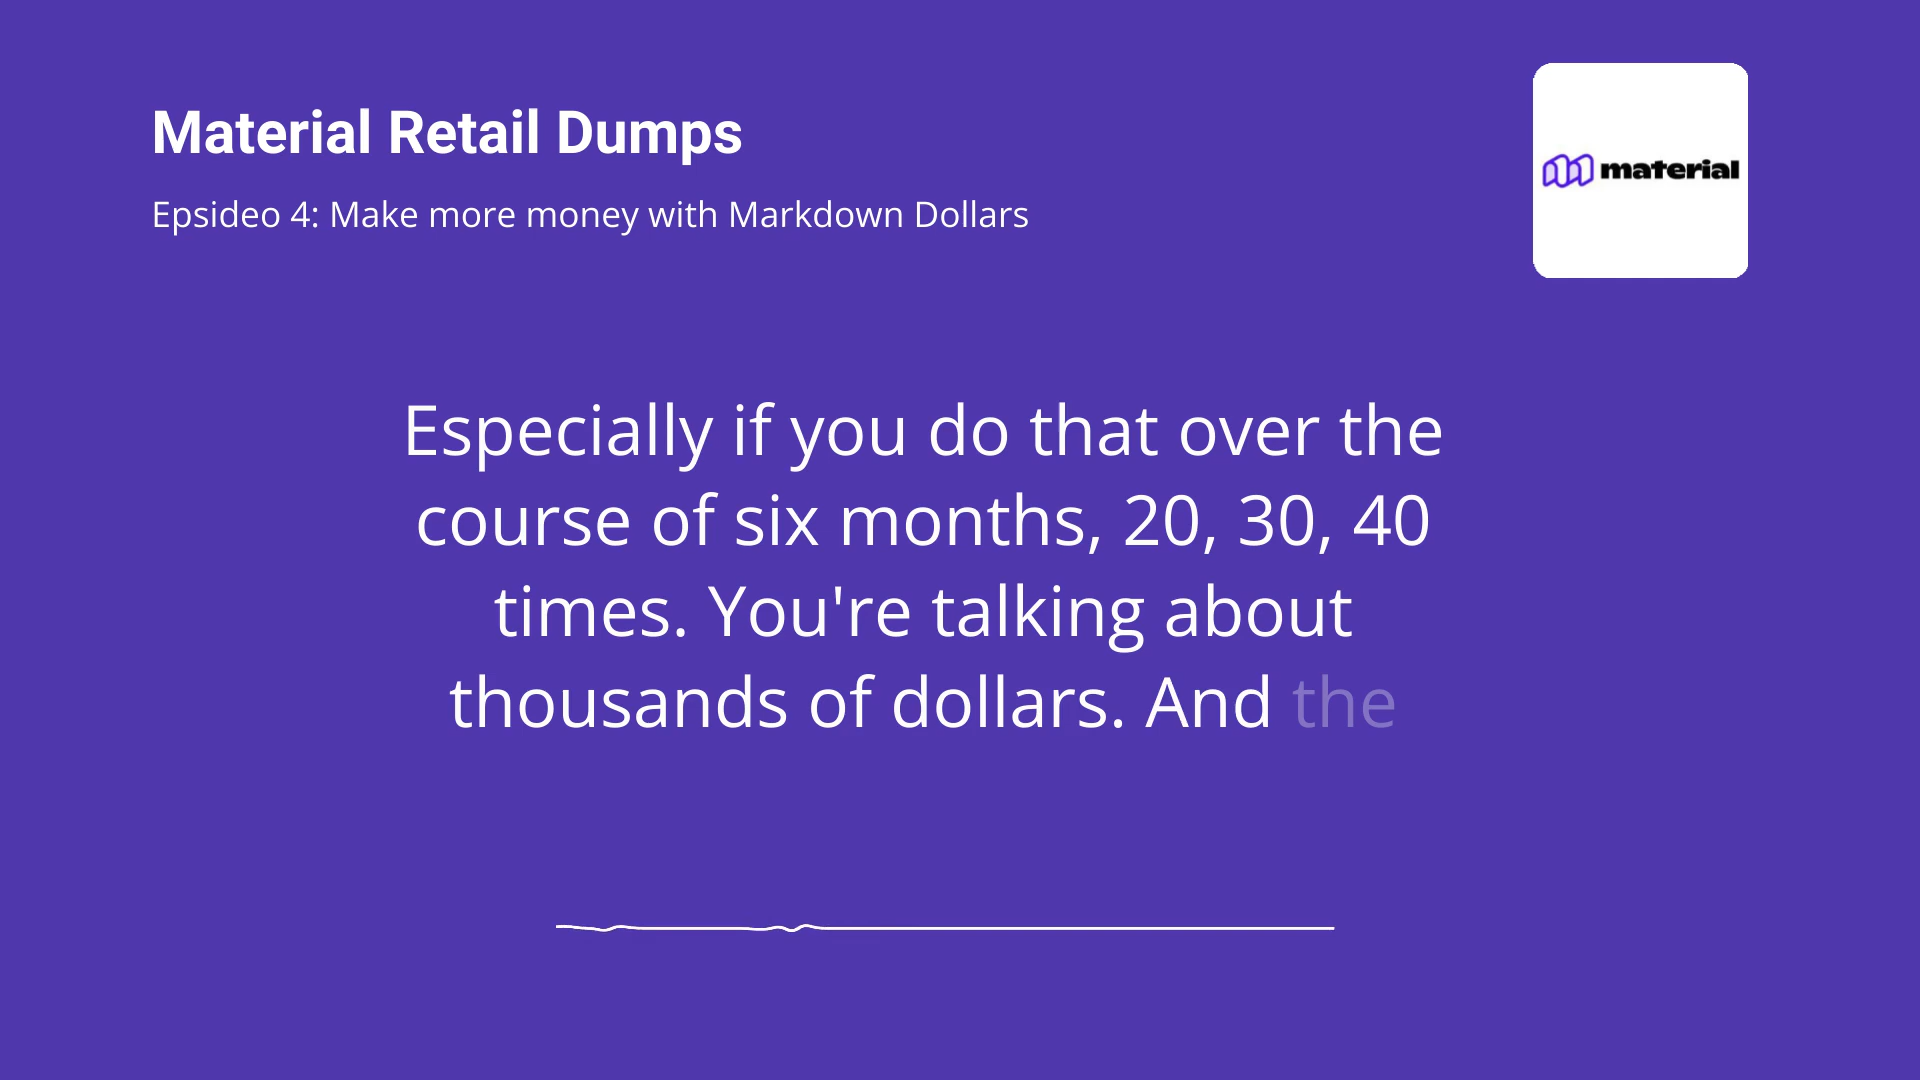 Material Retail Dumps
Epsideo 4: Make more money with Markdown Dollars
material
Especially if you do that over the
course of six months, 20, 30, 40
times. You're talking about
thousands of dollars. And the